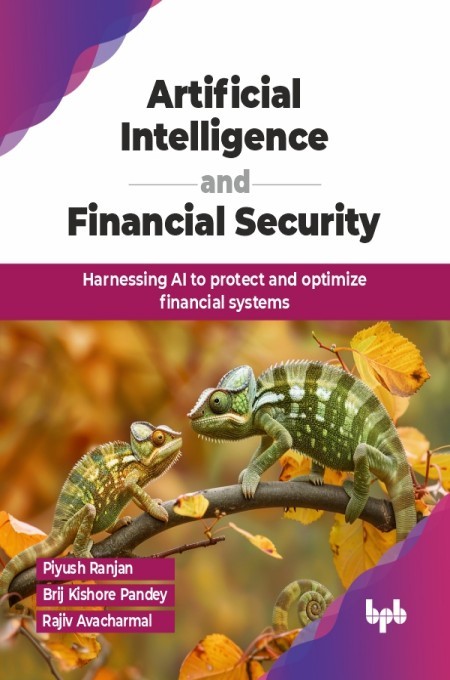 Artificial
Intelligence
and
Financial Security
Harnessing AI to protect and optimize
financial systems
Piyush Ranjan
Brij Kishore Pandey
Rajiv Avacharmal
bpb